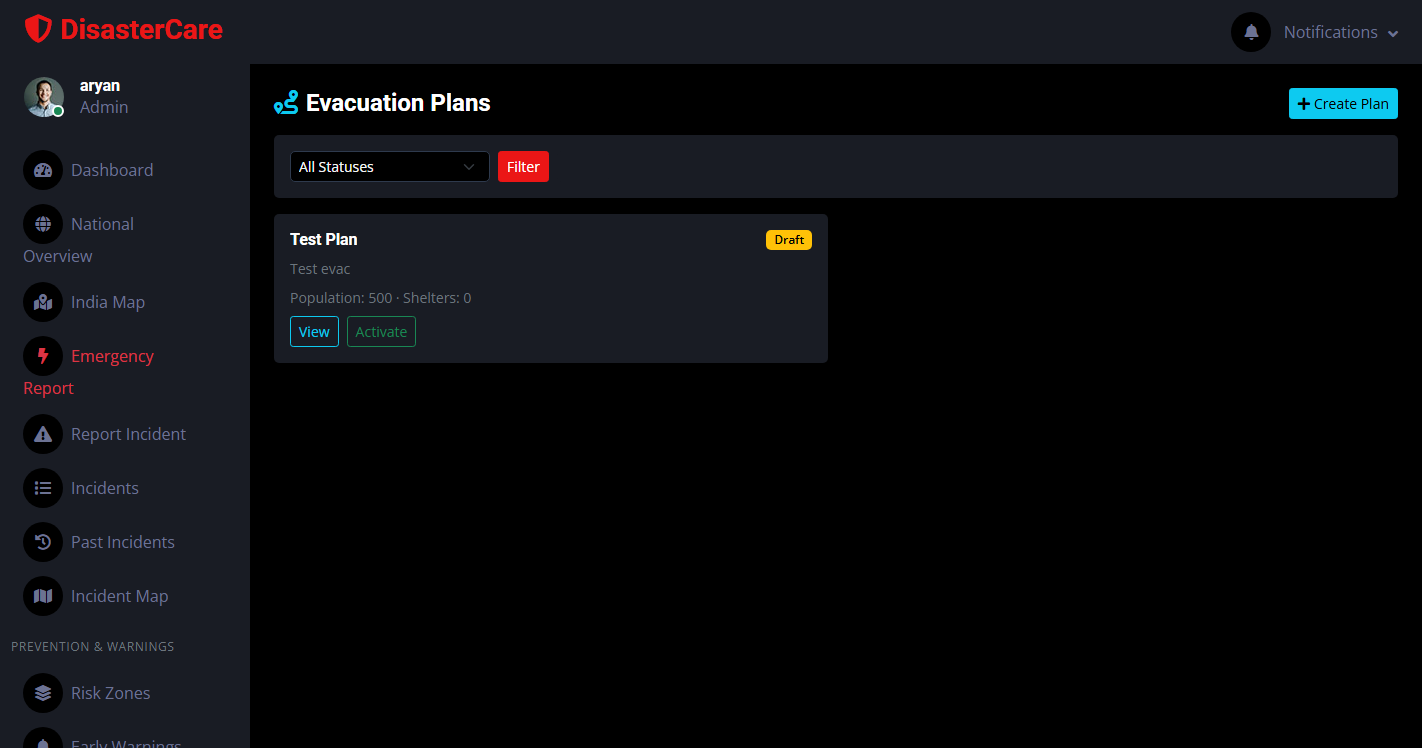 DisasterCare
Notifications
aryan
Admin
Dashboard
National
Overview
India Map
Emergency
Report
Report Incident
Incidents
Past Incidents
Incident Map
PREVENTION & WARNINGS
Risk Zones
Early Warnings
Evacuation Plans
Create Plan
All Statuses
Filter
Test Plan
Draft
Test evac
Population: 500 · Shelters: 0
View
Activate